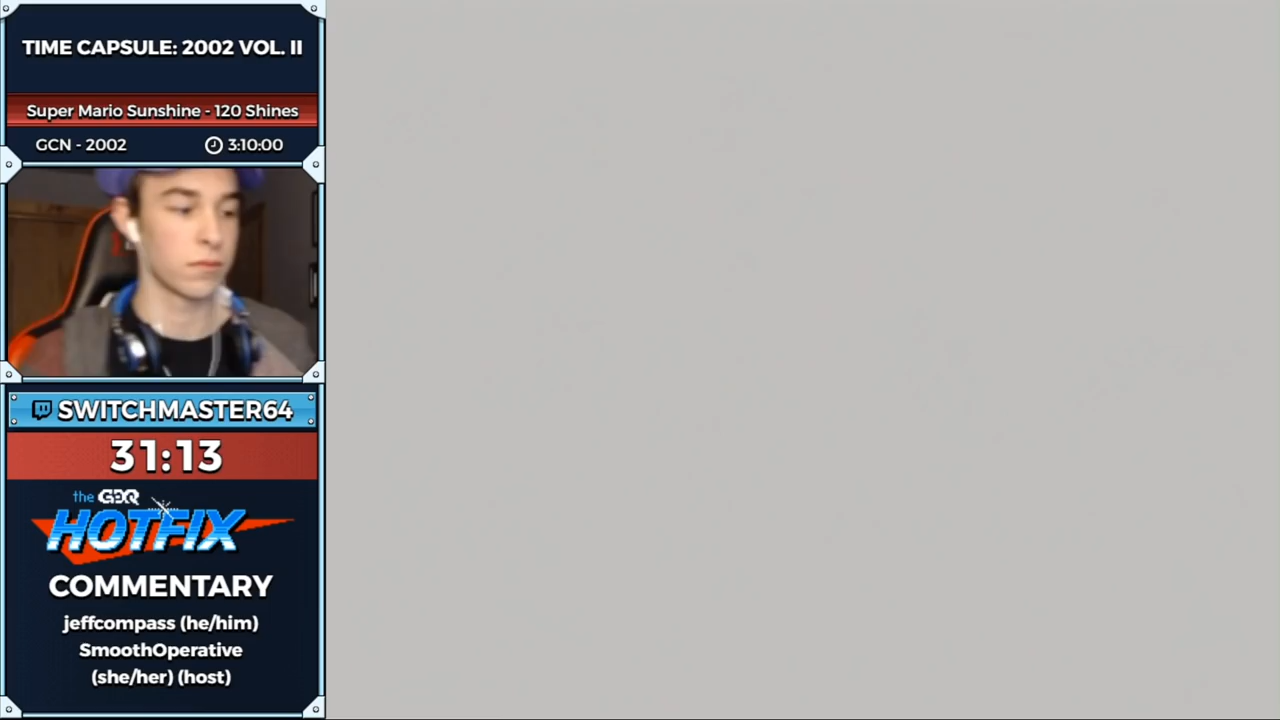 TIME CAPSULE: 2002 VOL. II
Super Mario Sunshine - 120 Shines
GCN - 2002
3:10:00
SWITCHMASTER64
31:13
the GDQ
HOTFIX
COMMENTARY
jeffcompass (he/him)
SmoothOperative
(she/her) (host)